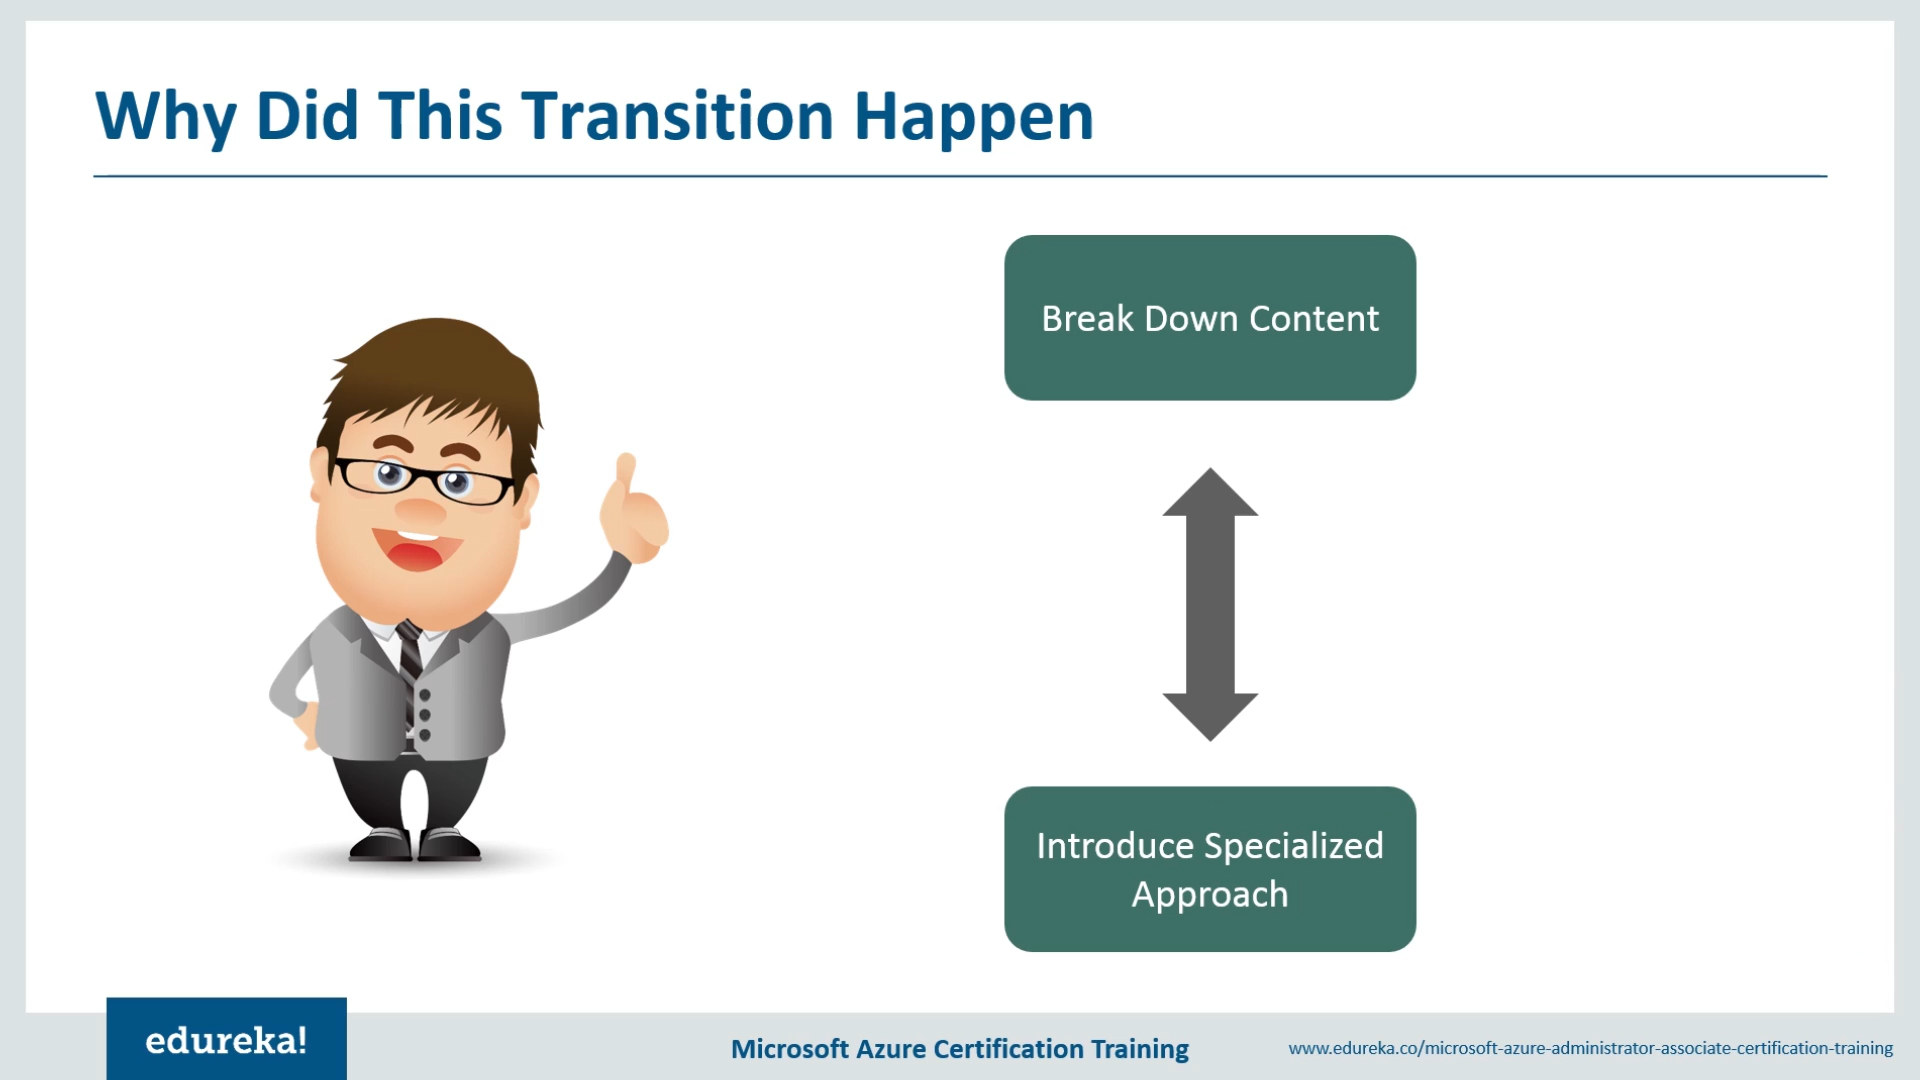 Why Did This Transition Happen
Break Down Content
Introduce Specialized
Approach
edureka!
Microsoft Azure Certification Training
www.edureka.co/microsoft-azure-administrator-associate-certification-training